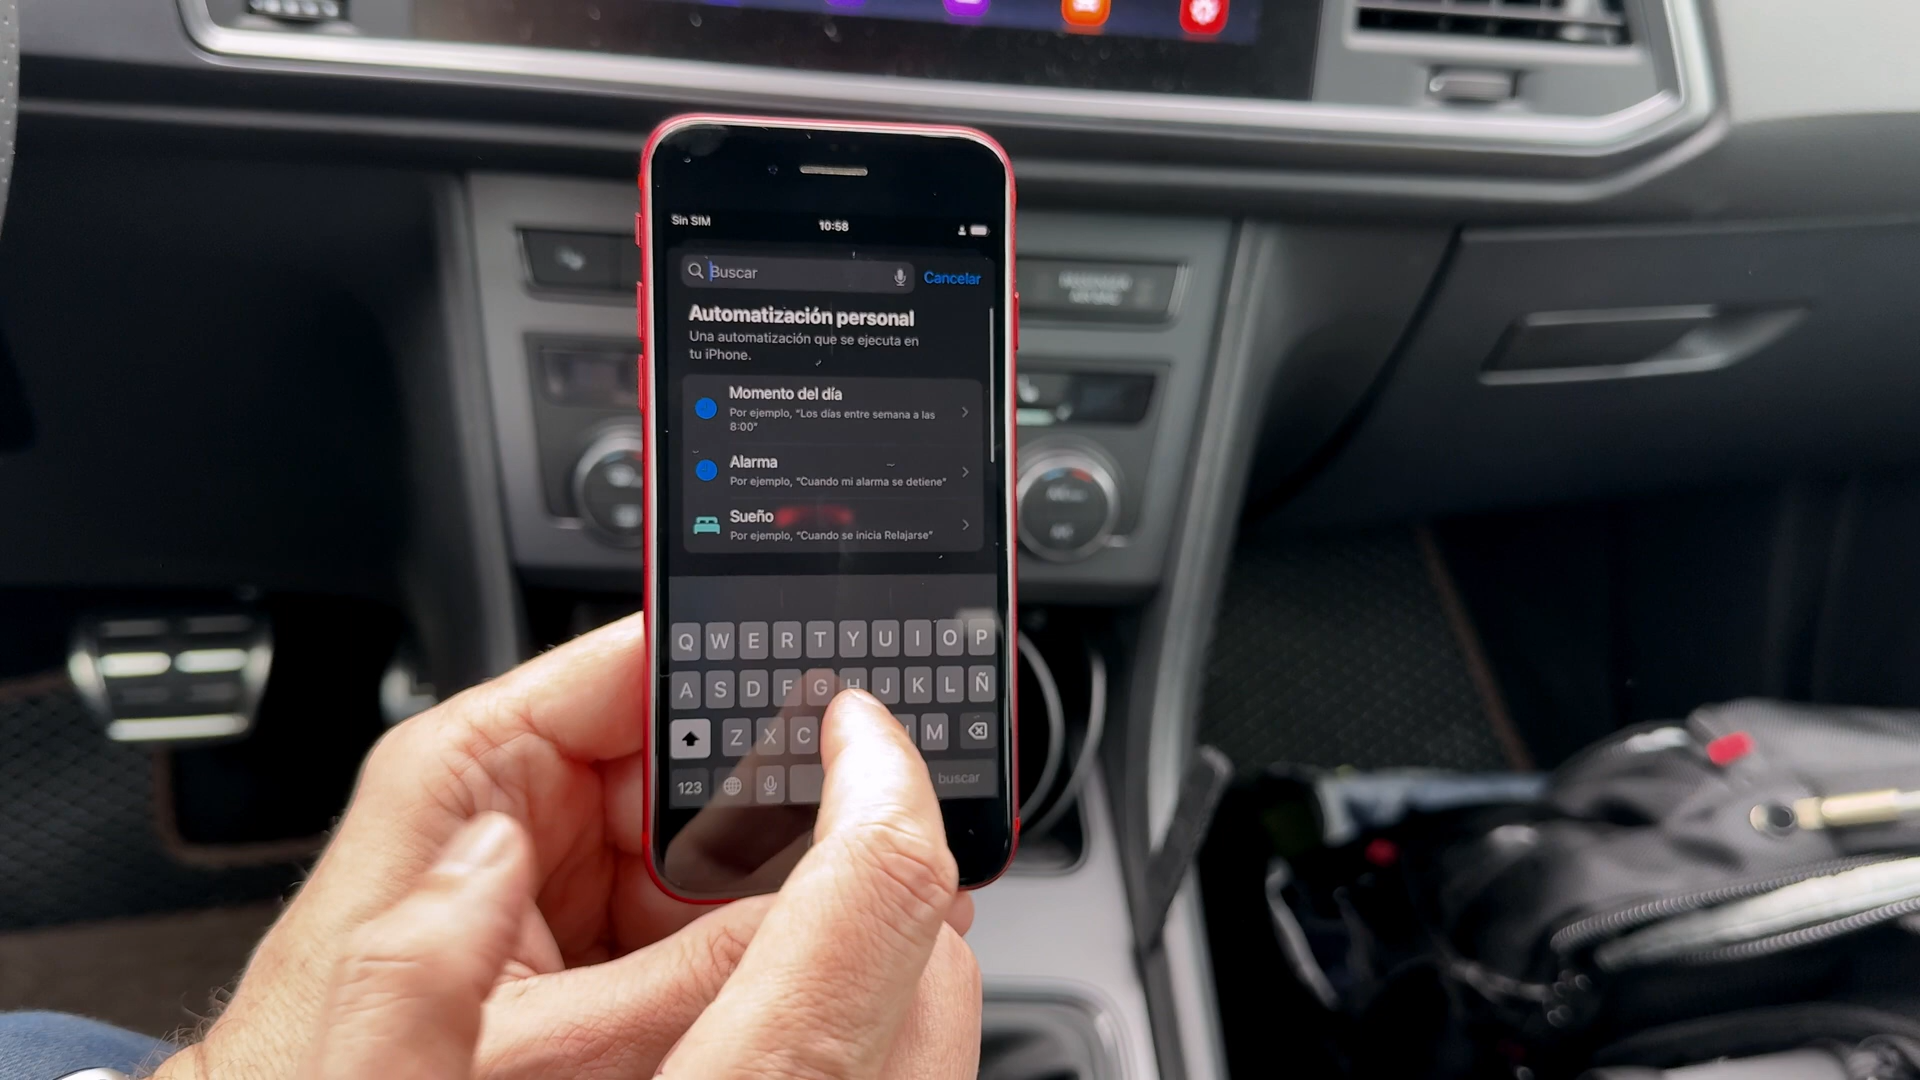 Sin SIM
10:58
Buscar
Cancelar
Automatización personal
Una automatización que se ejecuta en
tu iPhone.
Momento del día
Por ejemplo, "Los días entre semana a las
8:00"
Alarma
Por ejemplo, "Cuando mi alarma se detiene"
Sueño
Por ejemplo, "Cuando se inicia Relajarse"
Q W E R T Y U I O P
A S D F G H J K L Ñ
Z X C M
123
buscar